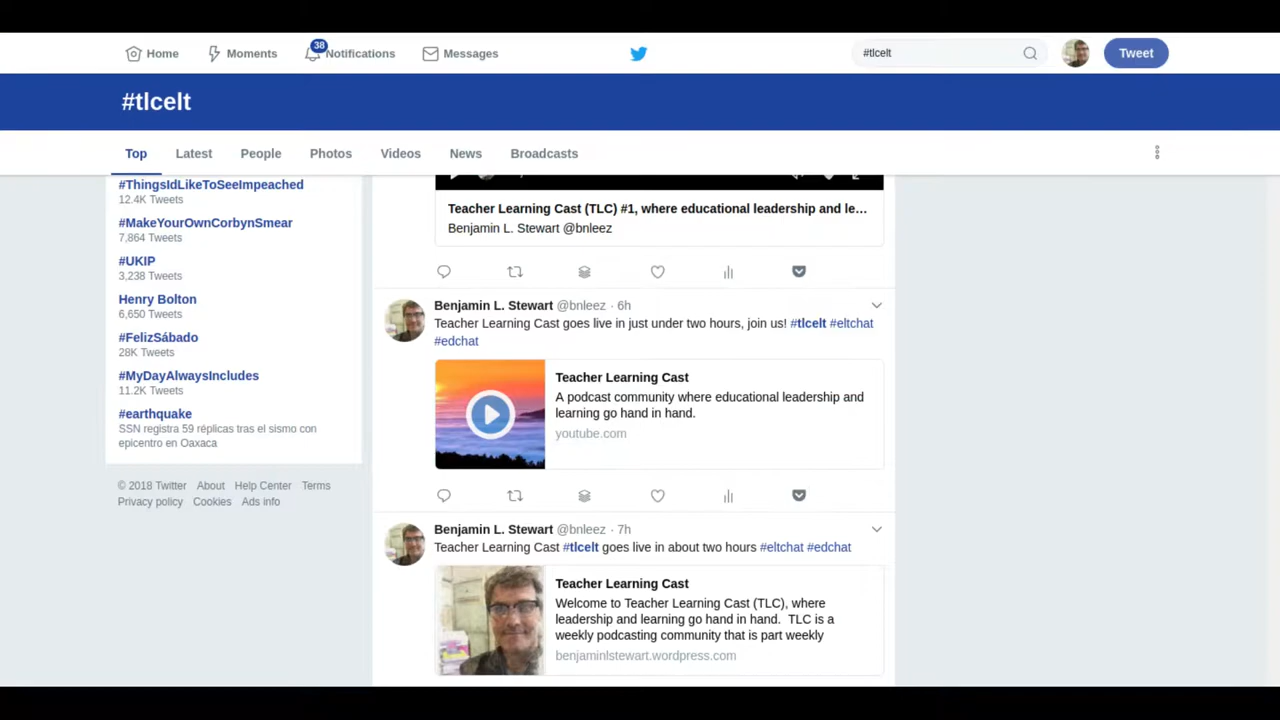 Home
Moments
38
Notifications
Messages
#tlcelt
Tweet
#tlcelt
Top
Latest
People
Photos
Videos
News
Broadcasts
#ThingsIdLikeToSeeImpeached
12.4K Tweets
#MakeYourOwnCorbynSmear
7,864 Tweets
#UKIP
3,238 Tweets
Henry Bolton
6,650 Tweets
#FelizSábado
28K Tweets
#MyDayAlwaysIncludes
11.2K Tweets
#earthquake
SSN registra 59 réplicas tras el sismo con
epicentro en Oaxaca
© 2018 Twitter About Help Center Terms
Privacy policy Cookies Ads info
Teacher Learning Cast (TLC) #1, where educational leadership and le…
Benjamin L. Stewart @bnleez
Benjamin L. Stewart @bnleez · 6h
Teacher Learning Cast goes live in just under two hours, join us! #tlcelt #eltchat
#edchat
Teacher Learning Cast
A podcast community where educational leadership and
learning go hand in hand.
youtube.com
Benjamin L. Stewart @bnleez · 7h
Teacher Learning Cast #tlcelt goes live in about two hours #eltchat #edchat
Teacher Learning Cast
Welcome to Teacher Learning Cast (TLC), where
leadership and learning go hand in hand.  TLC is a
weekly podcasting community that is part weekly
benjaminlstewart.wordpress.com